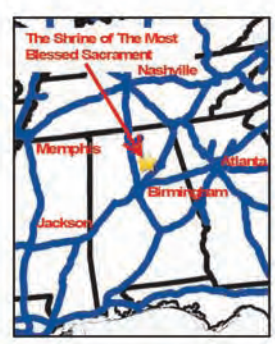 The Shrine of The Most
Blessed Sacrament
Nashville
Memphis
Atlanta
Birmingham
Jackson